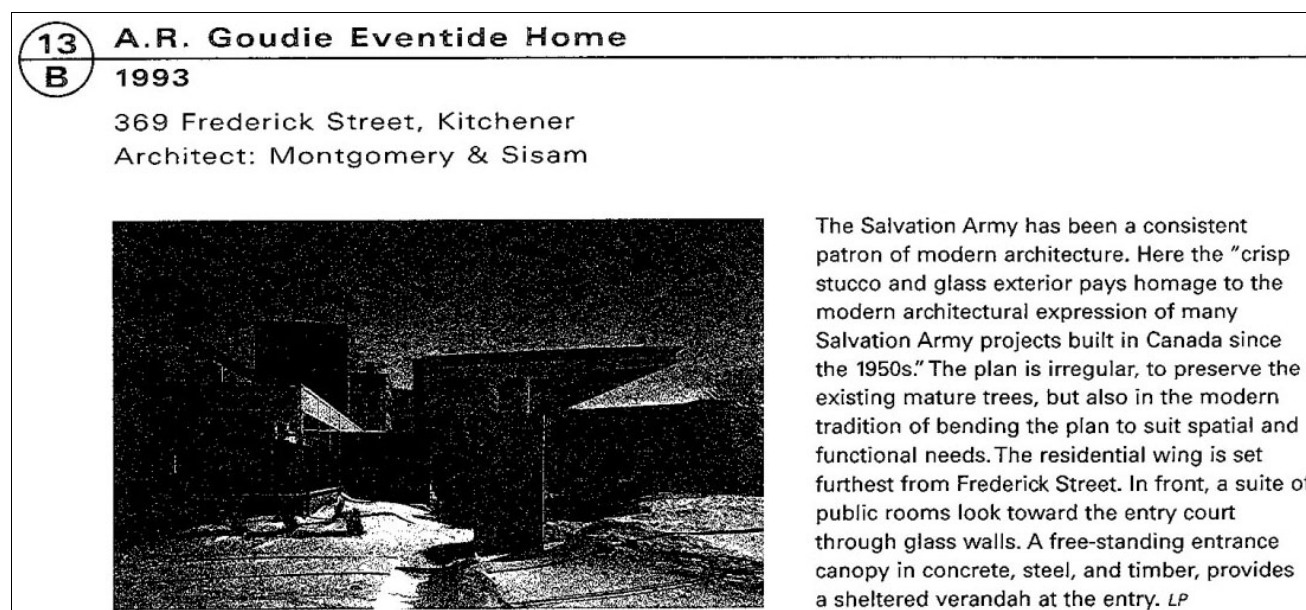 13
B
A.R. Goudie Eventide Home
1993
369 Frederick Street, Kitchener
Architect: Montgomery & Sisam
The Salvation Army has been a consistent
patron of modern architecture. Here the "crisp
stucco and glass exterior pays homage to the
modern architectural expression of many
Salvation Army projects built in Canada since
the 1950s." The plan is irregular, to preserve the
existing mature trees, but also in the modern
tradition of bending the plan to suit spatial and
functional needs. The residential wing is set
furthest from Frederick Street. In front, a suite of
public rooms look toward the entry court
through glass walls. A free-standing entrance
canopy in concrete, steel, and timber, provides
a sheltered verandah at the entry. LP